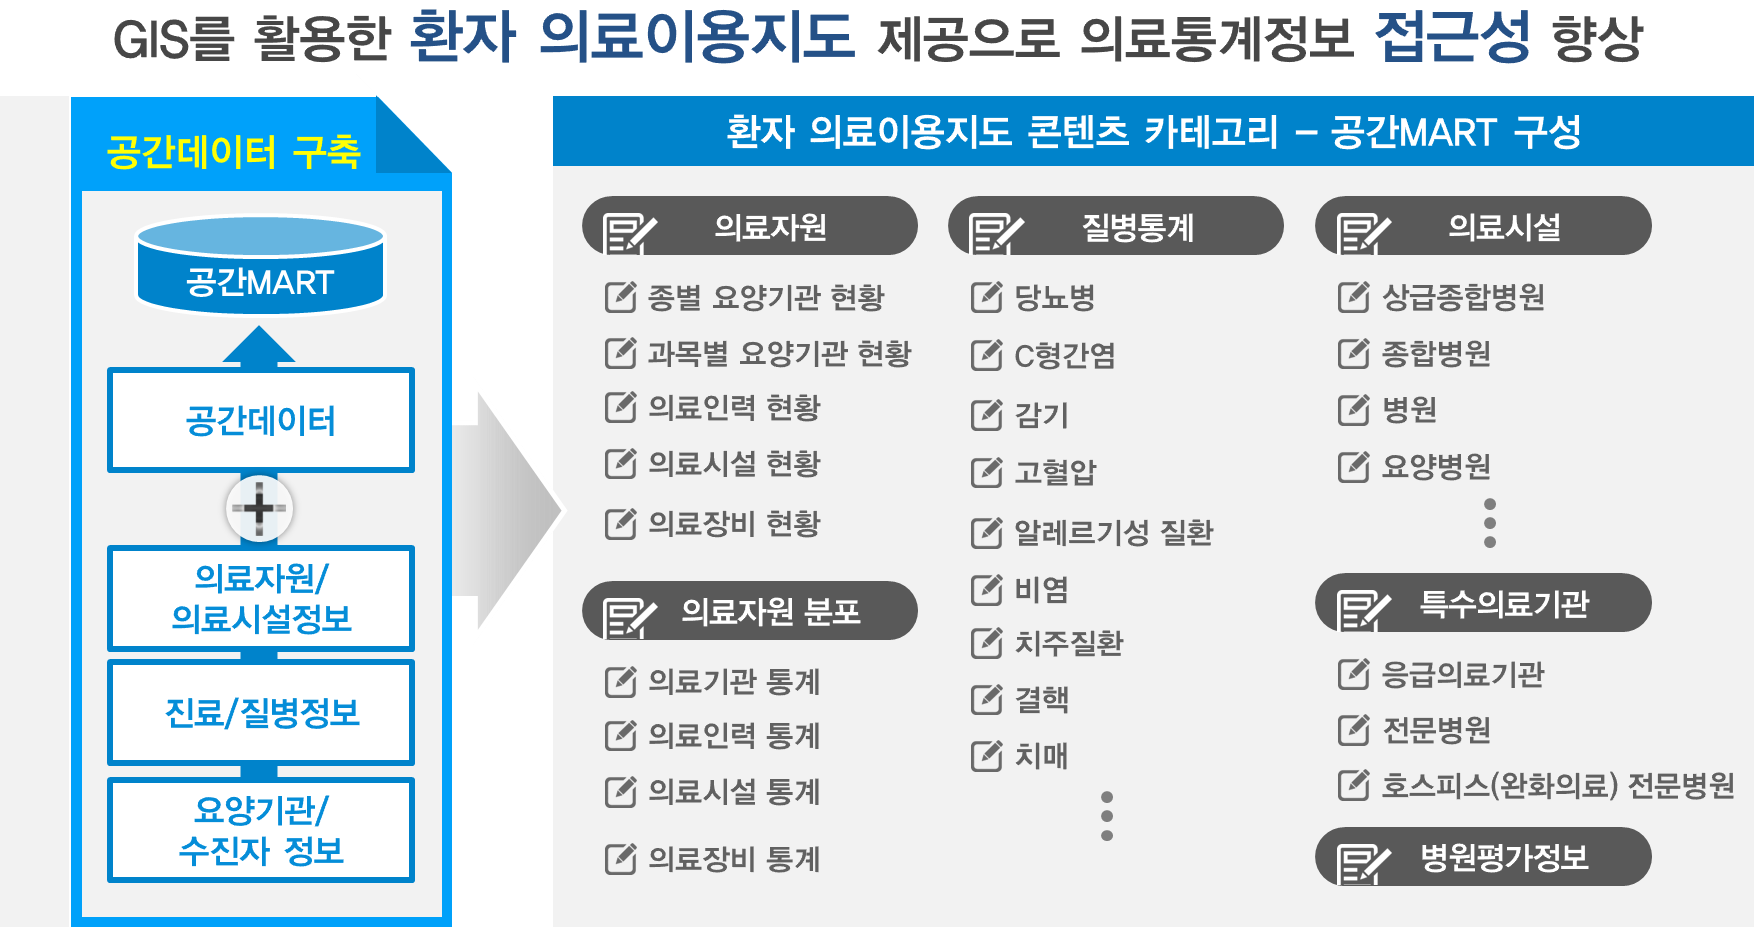 GIS를 활용한 환자 의료이용지도 제공으로 의료통계정보 접근성 향상
공간데이터 구축
공간MART
공간데이터
의료자원/
의료시설정보
진료/질병정보
요양기관/
수진자 정보
환자 의료이용지도 콘텐츠 카테고리 – 공간MART 구성
의료자원
종별 요양기관 현황
과목별 요양기관 현황
의료인력 현황
의료시설 현황
의료장비 현황
의료자원 분포
의료기관 통계
의료인력 통계
의료시설 통계
의료장비 통계
질병통계
당뇨병
C형간염
감기
고혈압
알레르기성 질환
비염
치주질환
결핵
치매
의료시설
상급종합병원
종합병원
병원
요양병원
특수의료기관
응급의료기관
전문병원
호스피스(완화의료) 전문병원
병원평가정보